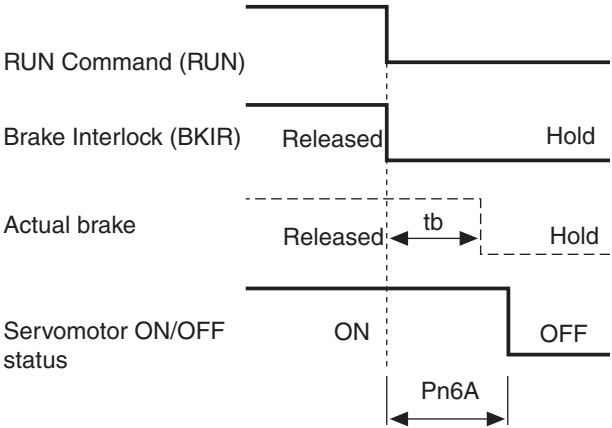 RUN Command (RUN)
Brake Interlock (BKIR)
Released
Hold
Actual brake
Released
tb
Hold
Servomotor ON/OFF
status
ON
OFF
Pn6A